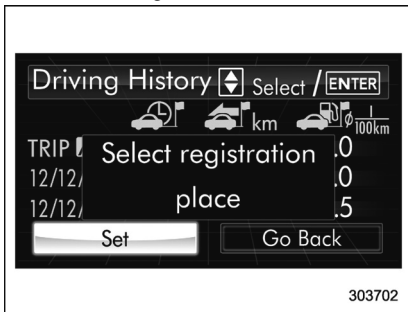 Driving History Select / ENTER
km ø l/100km
TRIP .0
Select registration
12/12/ .0
place
12/12/ .5
Set Go Back
303702